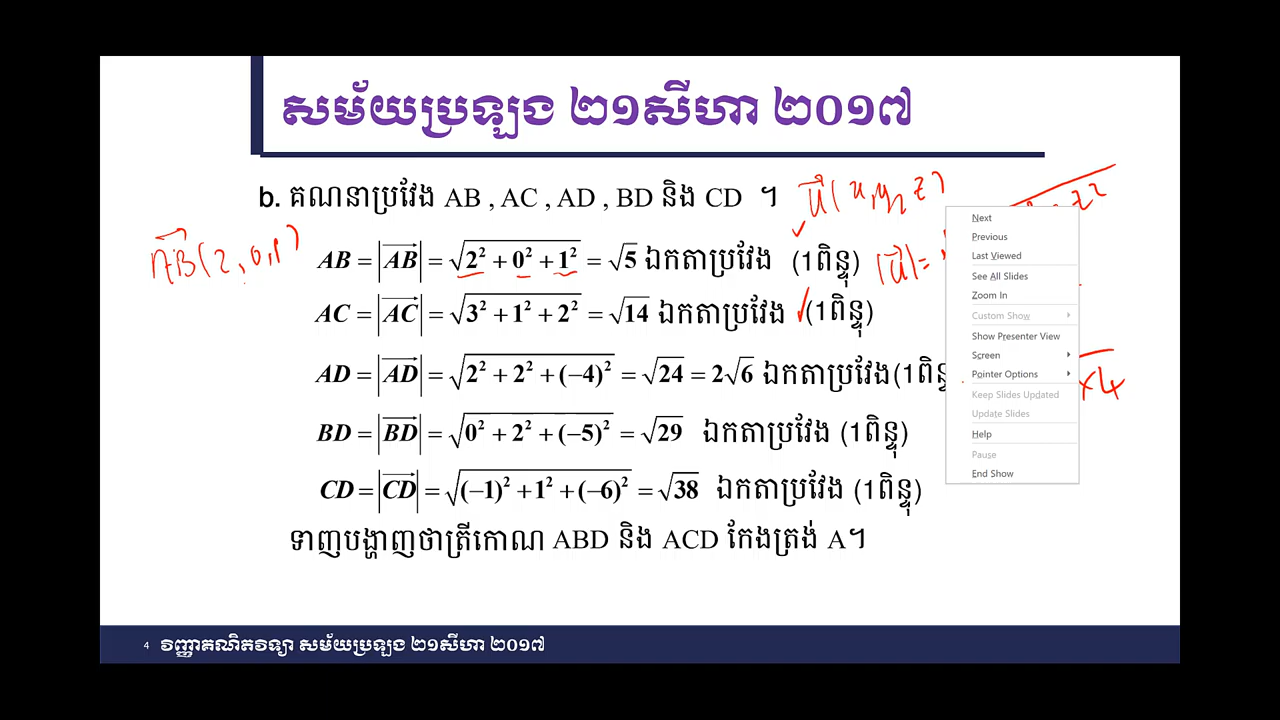 សម័យប្រឡង ២១សីហា ២០១៧
b. គណនាប្រវែង AB , AC , AD , BD និង CD ។
u(x,y,z)
AB(2,0,1)
AB = |AB| = √2² + 0² + 1² = √5 ឯកតាប្រវែង (1ពិន្ទុ) |u|=
AC = |AC| = √3² + 1² + 2² = √14 ឯកតាប្រវែង (1ពិន្ទុ)
AD = |AD| = √2² + 2² + (−4)² = √24 = 2√6 ឯកតាប្រវែង(1ពិន្ទុ
×4
BD = |BD| = √0² + 2² + (−5)² = √29 ឯកតាប្រវែង (1ពិន្ទុ)
CD = |CD| = √(−1)² + 1² + (−6)² = √38 ឯកតាប្រវែង (1ពិន្ទុ)
ទាញបង្ហាញថាត្រីកោណ ABD និង ACD កែងត្រង់ A។
Next
Previous
Last Viewed
See All Slides
Zoom In
Custom Show
Show Presenter View
Screen
Pointer Options
Keep Slides Updated
Update Slides
Help
Pause
End Show
4 វិញ្ញាគណិតវិទ្យា សម័យប្រឡង ២១សីហា ២០១៧